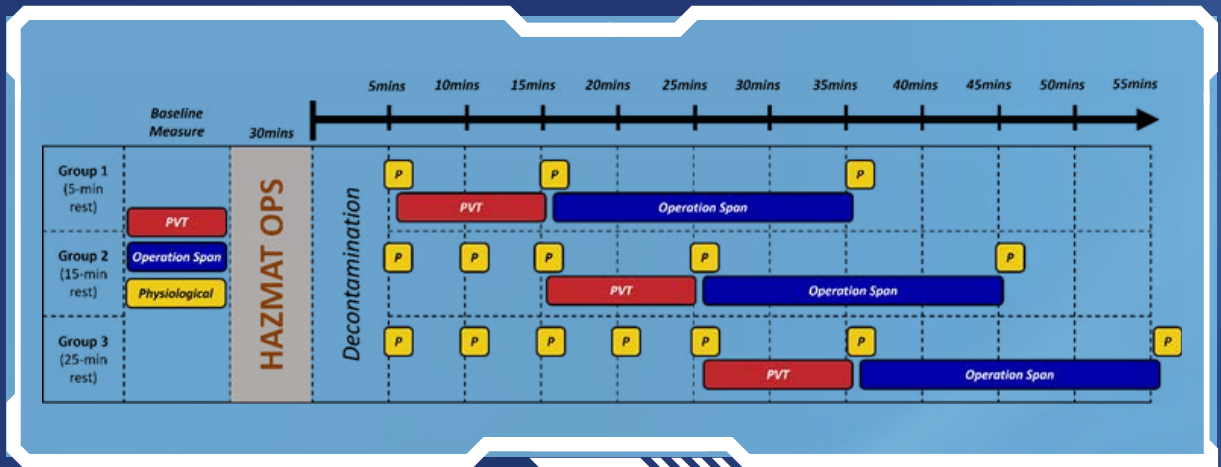 5mins 10mins 15mins 20mins 25mins 30mins 35mins 40mins 45mins 50mins 55mins
Baseline
Measure
30mins
Group 1
(5-min
rest)
Group 2
(15-min
rest)
Group 3
(25-min
rest)
PVT
Operation Span
Physiological
HAZMAT OPS
Decontamination
P P P
PVT Operation Span
P P P P P
PVT Operation Span
P P P P P P P
PVT Operation Span